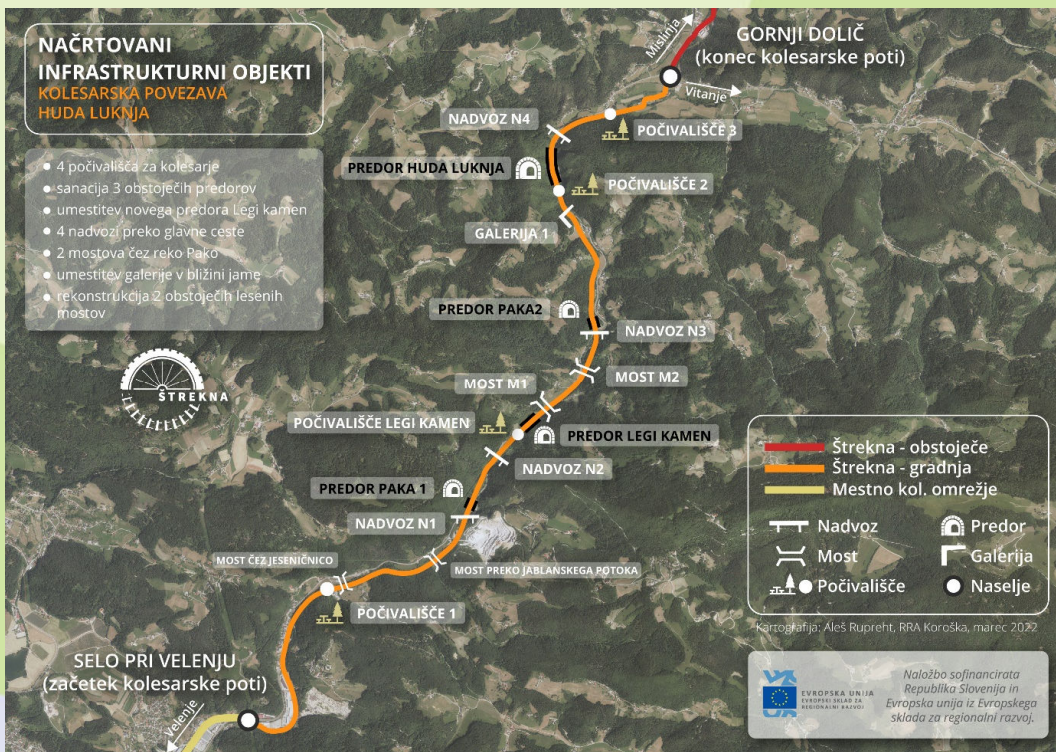 NAČRTOVANI
INFRASTRUKTURNI OBJEKTI
KOLESARSKA POVEZAVA
HUDA LUKNJA
4 počivališča za kolesarje
sanacija 3 obstoječih predorov
umestitev novega predora Legi kamen
4 nadvozi preko glavne ceste
2 mostova čez reko Pako
umestitev galerije v bližini jame
rekonstrukcija 2 obstoječih lesenih
mostov
ŠTREKNA
Mislinja
GORNJI DOLIČ
(konec kolesarske poti)
Vitanje
NADVOZ N4
POČIVALIŠČE 3
PREDOR HUDA LUKNJA
POČIVALIŠČE 2
GALERIJA 1
PREDOR PAKA2
NADVOZ N3
MOST M2
MOST M1
POČIVALIŠČE LEGI KAMEN
PREDOR LEGI KAMEN
NADVOZ N2
PREDOR PAKA 1
NADVOZ N1
MOST ČEZ JESENIČNICO
MOST PREKO JABLANSKEGA POTOKA
POČIVALIŠČE 1
SELO PRI VELENJU
(začetek kolesarske poti)
Velenje
Štrekna - obstoječe
Štrekna - gradnja
Mestno kol. omrežje
Nadvoz
Predor
Most
Galerija
Počivališče
Naselje
Kartografija: Aleš Rupreht, RRA Koroška, marec 2022
EVROPSKA UNIJA
EVROPSKI SKLAD ZA
REGIONALNI RAZVOJ
Naložbo sofinancirata
Republika Slovenija in
Evropska unija iz Evropskega
sklada za regionalni razvoj.